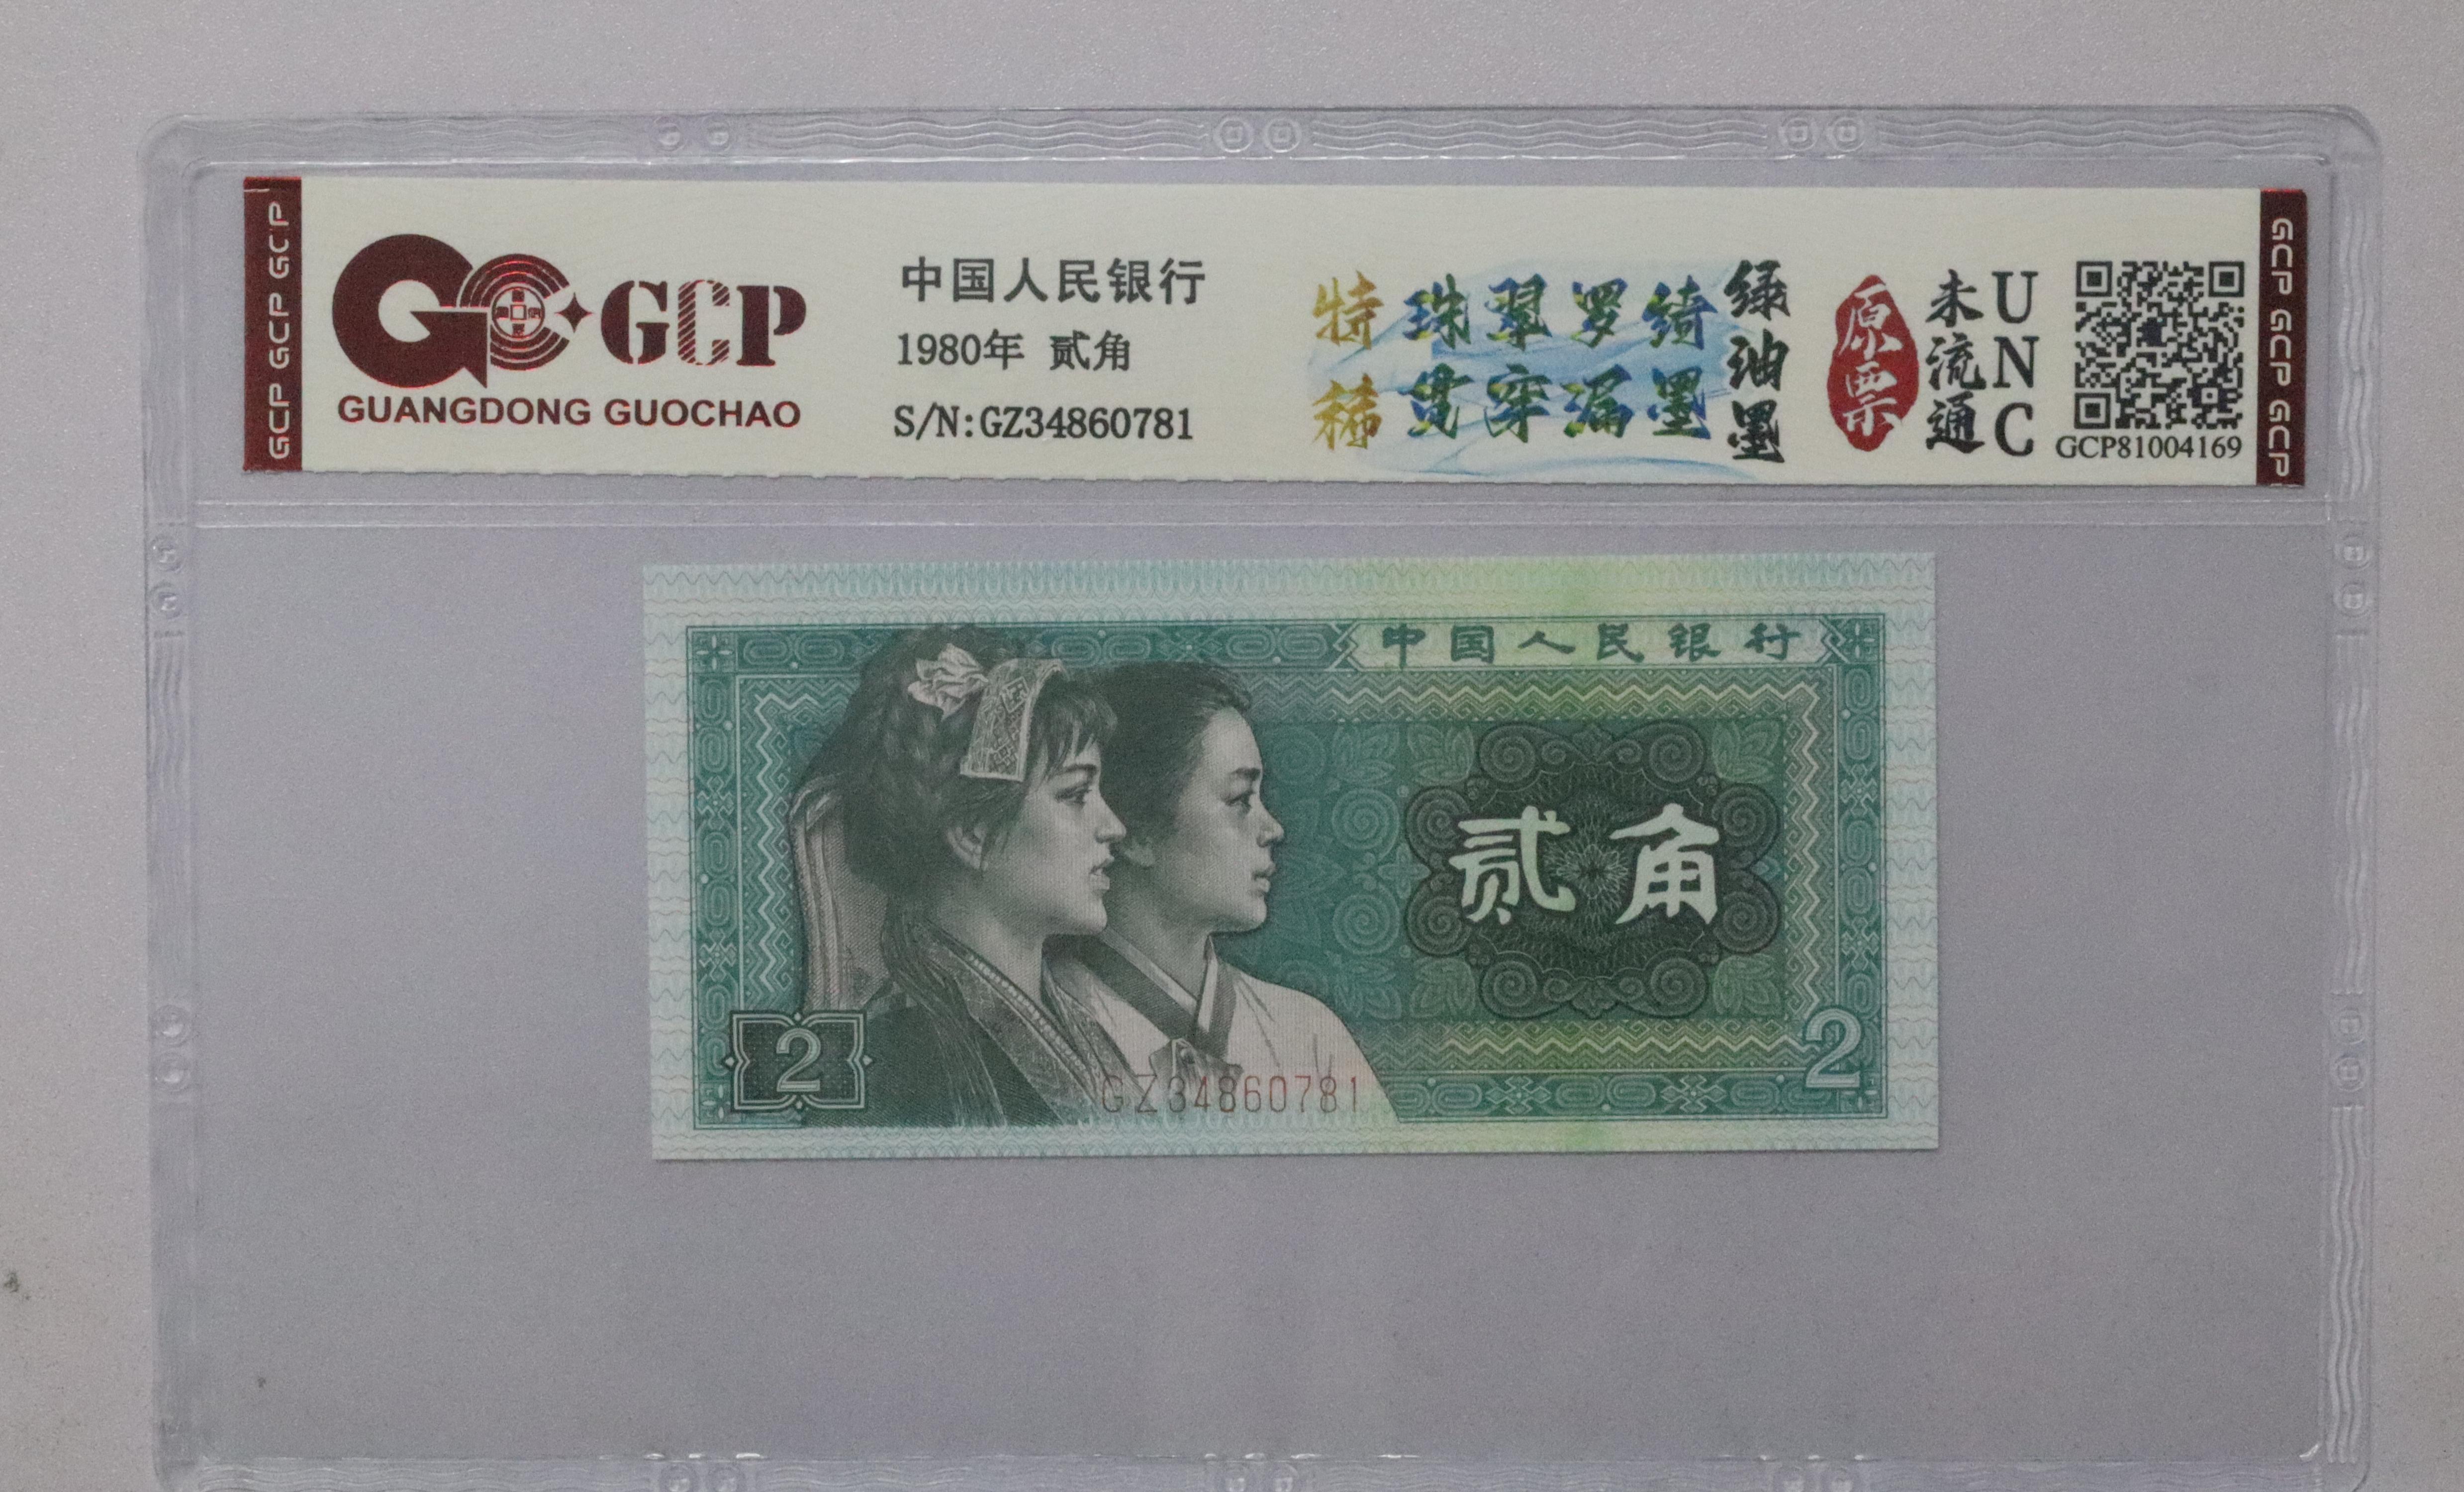 GCP GCP GCP
GCP
GUANGDONG GUOCHAO
中国人民银行
1980年 贰角
S/N:GZ34860781
特稀
珠翠罗绮
贯穿漏墨
绿油墨
原票
未流通
UNC
GCP81004169
GCP GCP GCP
中国人民银行
贰角
2
2
GZ34860781